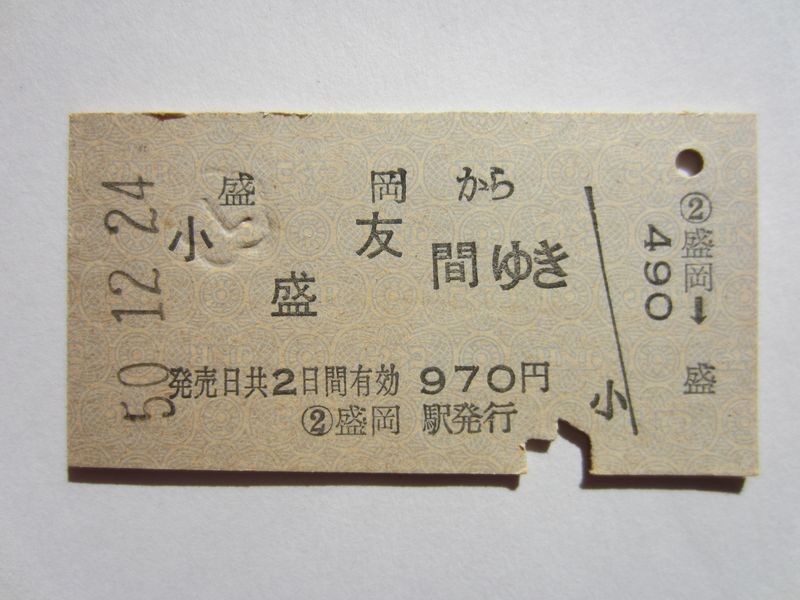 50.12.24
盛岡から
小友
盛間ゆき
発売日共2日間有効 970円
②盛岡駅発行
小
②盛岡➡盛
490